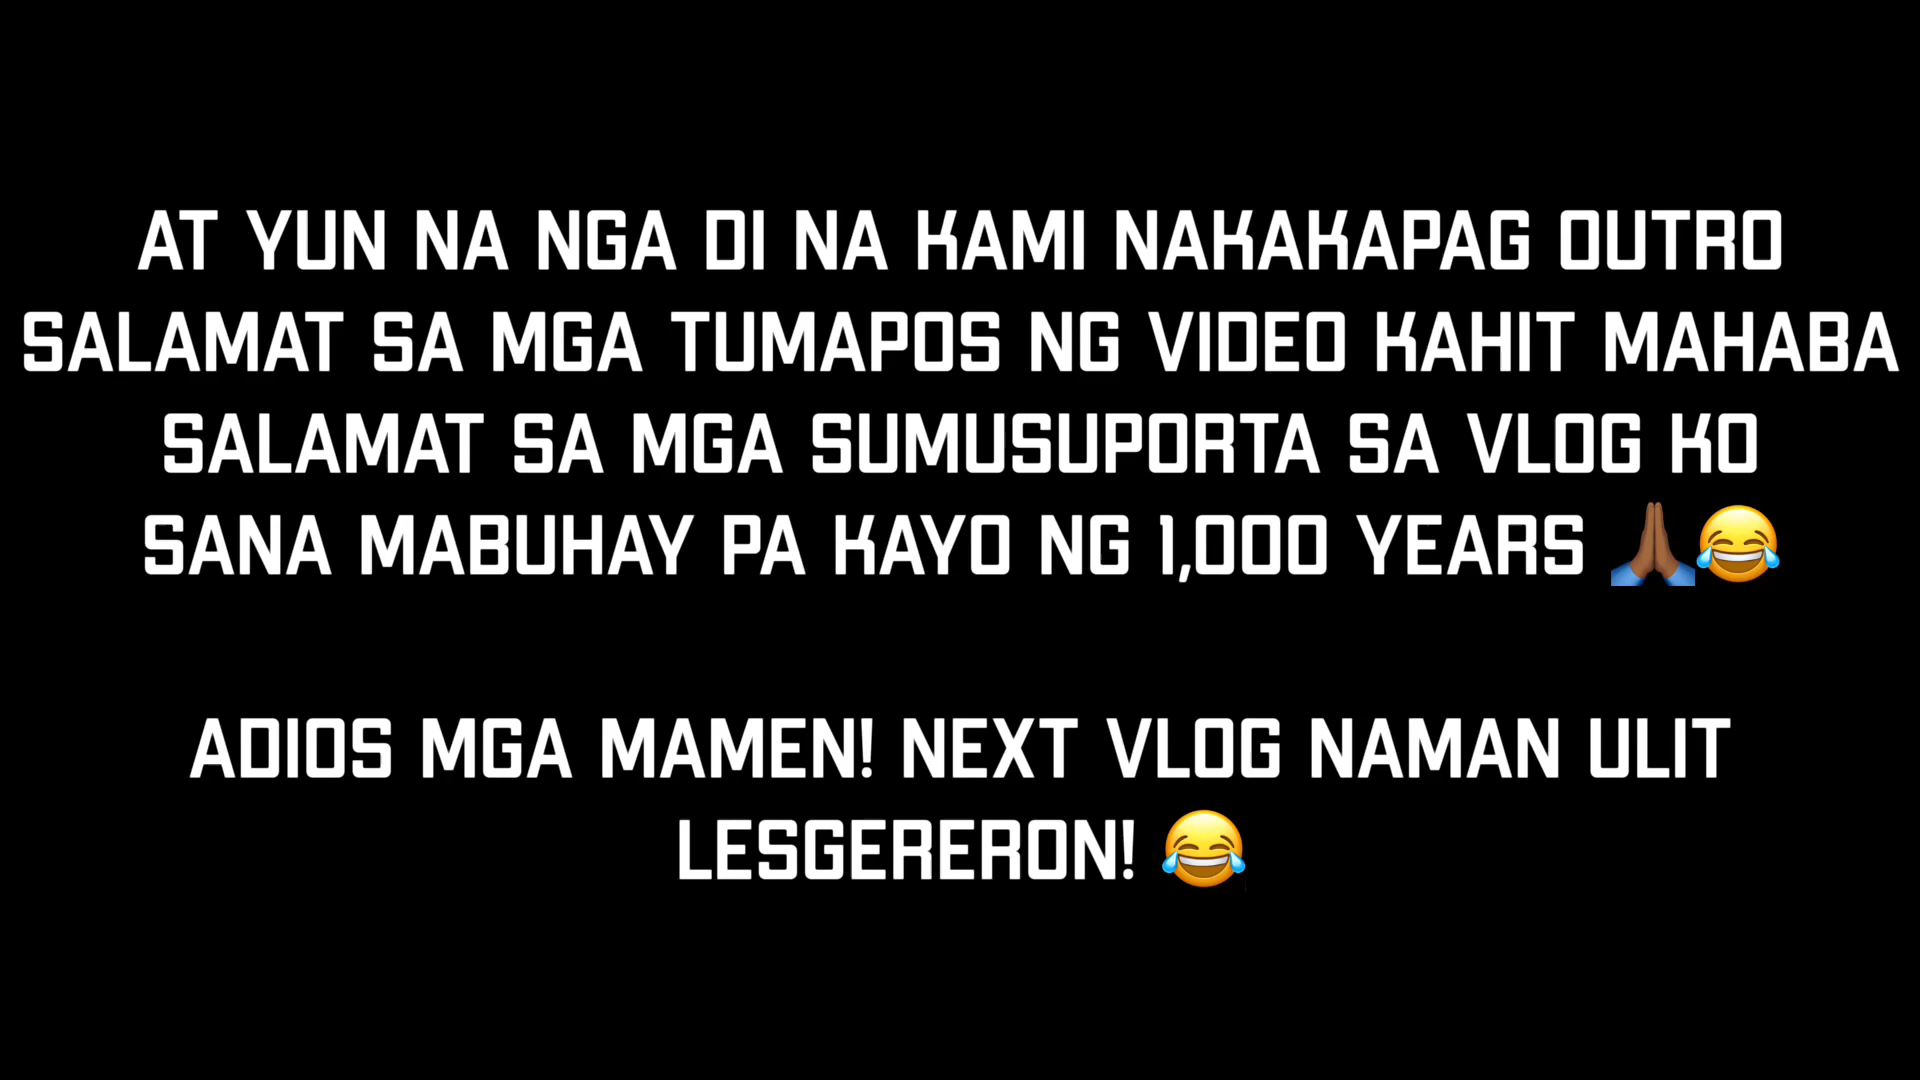 AT YUN NA NGA DI NA KAMI NAKAKAPAG OUTRO
SALAMAT SA MGA TUMAPOS NG VIDEO KAHIT MAHABA
SALAMAT SA MGA SUMUSUPORTA SA VLOG KO
SANA MABUHAY PA KAYO NG 1,000 YEARS 🙏🏾😂
ADIOS MGA MAMEN! NEXT VLOG NAMAN ULIT
LESGERERON! 😂